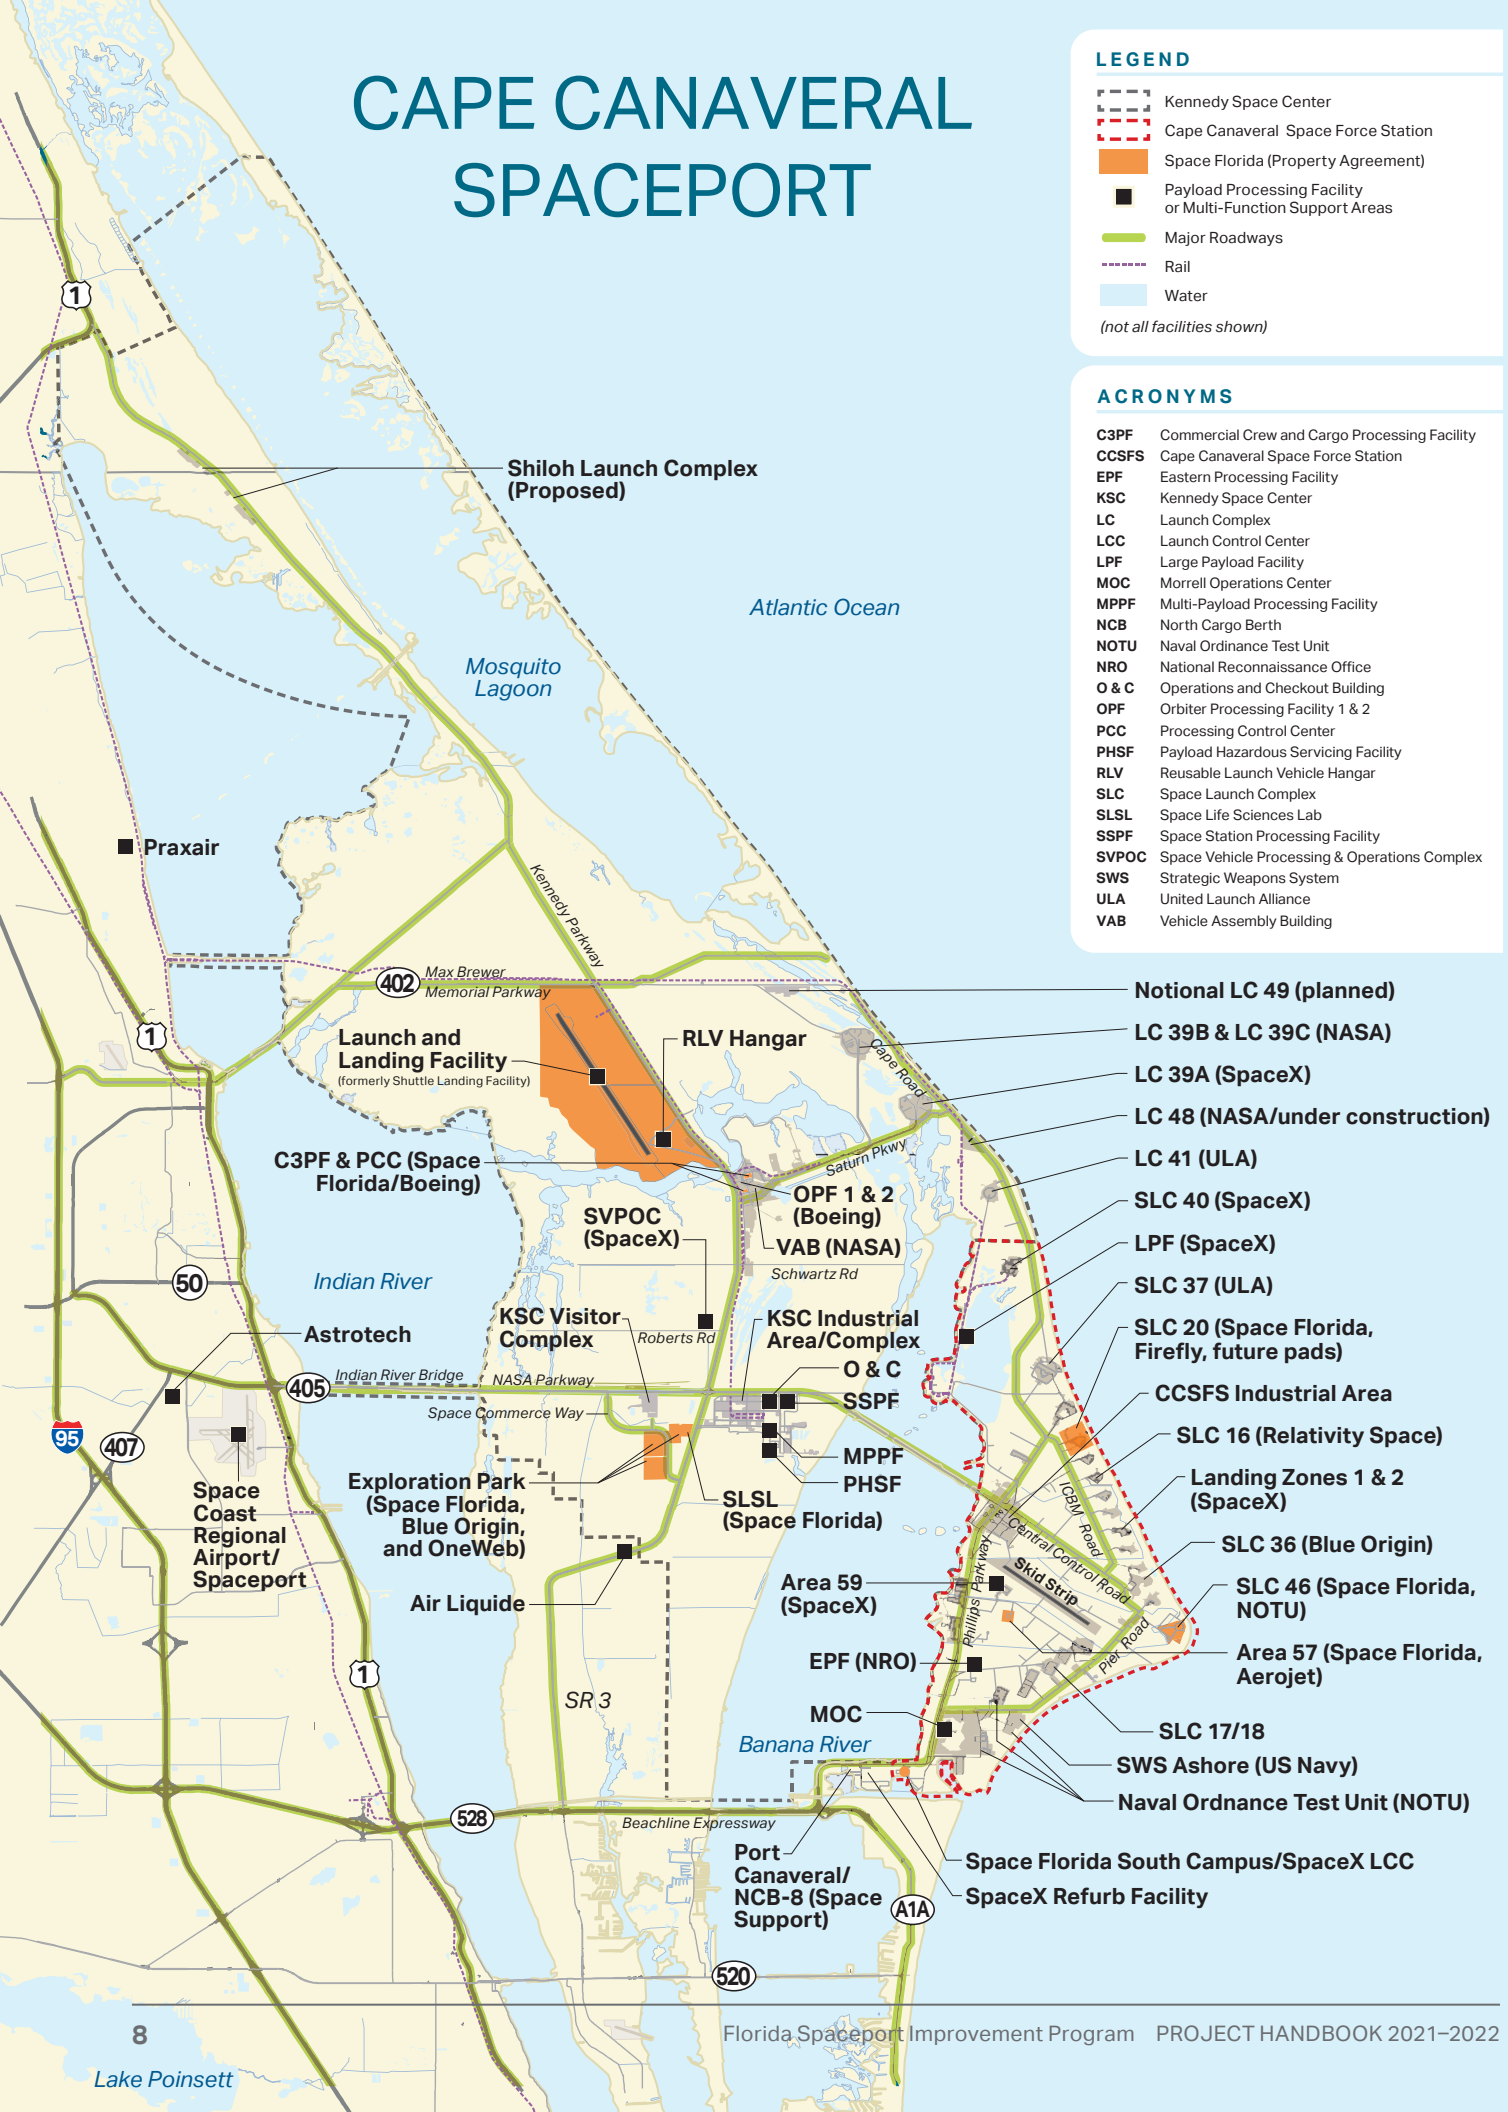 CAPE CANAVERAL
SPACEPORT
LEGEND
Kennedy Space Center
Cape Canaveral Space Force Station
Space Florida (Property Agreement)
Payload Processing Facility
or Multi-Function Support Areas
Major Roadways
Rail
Water
(not all facilities shown)
ACRONYMS
C3PF Commercial Crew and Cargo Processing Facility
CCSFS Cape Canaveral Space Force Station
EPF Eastern Processing Facility
KSC Kennedy Space Center
LC Launch Complex
LCC Launch Control Center
LPF Large Payload Facility
MOC Morrell Operations Center
MPPF Multi-Payload Processing Facility
NCB North Cargo Berth
NOTU Naval Ordinance Test Unit
NRO National Reconnaissance Office
O & C Operations and Checkout Building
OPF Orbiter Processing Facility 1 & 2
PCC Processing Control Center
PHSF Payload Hazardous Servicing Facility
RLV Reusable Launch Vehicle Hangar
SLC Space Launch Complex
SLSL Space Life Sciences Lab
SSPF Space Station Processing Facility
SVPOC Space Vehicle Processing & Operations Complex
SWS Strategic Weapons System
ULA United Launch Alliance
VAB Vehicle Assembly Building
1
Shiloh Launch Complex
(Proposed)
Atlantic Ocean
Mosquito
Lagoon
Praxair
Kennedy Parkway
402
Max Brewer
Memorial Parkway
1
Launch and
Landing Facility
(formerly Shuttle Landing Facility)
RLV Hangar
Cape Road
Notional LC 49 (planned)
LC 39B & LC 39C (NASA)
LC 39A (SpaceX)
LC 48 (NASA/under construction)
LC 41 (ULA)
SLC 40 (SpaceX)
LPF (SpaceX)
SLC 37 (ULA)
SLC 20 (Space Florida,
Firefly, future pads)
CCSFS Industrial Area
SLC 16 (Relativity Space)
Landing Zones 1 & 2
(SpaceX)
SLC 36 (Blue Origin)
SLC 46 (Space Florida,
NOTU)
Area 57 (Space Florida,
Aerojet)
SLC 17/18
SWS Ashore (US Navy)
Naval Ordnance Test Unit (NOTU)
C3PF & PCC (Space
Florida/Boeing)
Saturn Pkwy
OPF 1 & 2
(Boeing)
SVPOC
(SpaceX)
VAB (NASA)
Schwartz Rd
50
Indian River
KSC Visitor
Complex
Roberts Rd
KSC Industrial
Area/Complex
Astrotech
O & C
405
Indian River Bridge
NASA Parkway
SSPF
Space Commerce Way
95
407
MPPF
PHSF
Exploration Park
(Space Florida,
Blue Origin,
and OneWeb)
SLSL
(Space Florida)
Space
Coast
Regional
Airport/
Spaceport
ICBM Road
Central Control Road
Skid Strip
Phillips Parkway
Pier Road
Air Liquide
Area 59
(SpaceX)
EPF (NRO)
1
SR 3
MOC
Banana River
528
Beachline Expressway
Port
Canaveral/
NCB-8 (Space
Support)
Space Florida South Campus/SpaceX LCC
SpaceX Refurb Facility
A1A
520
8
Florida Spaceport Improvement Program PROJECT HANDBOOK 2021–2022
Lake Poinsett